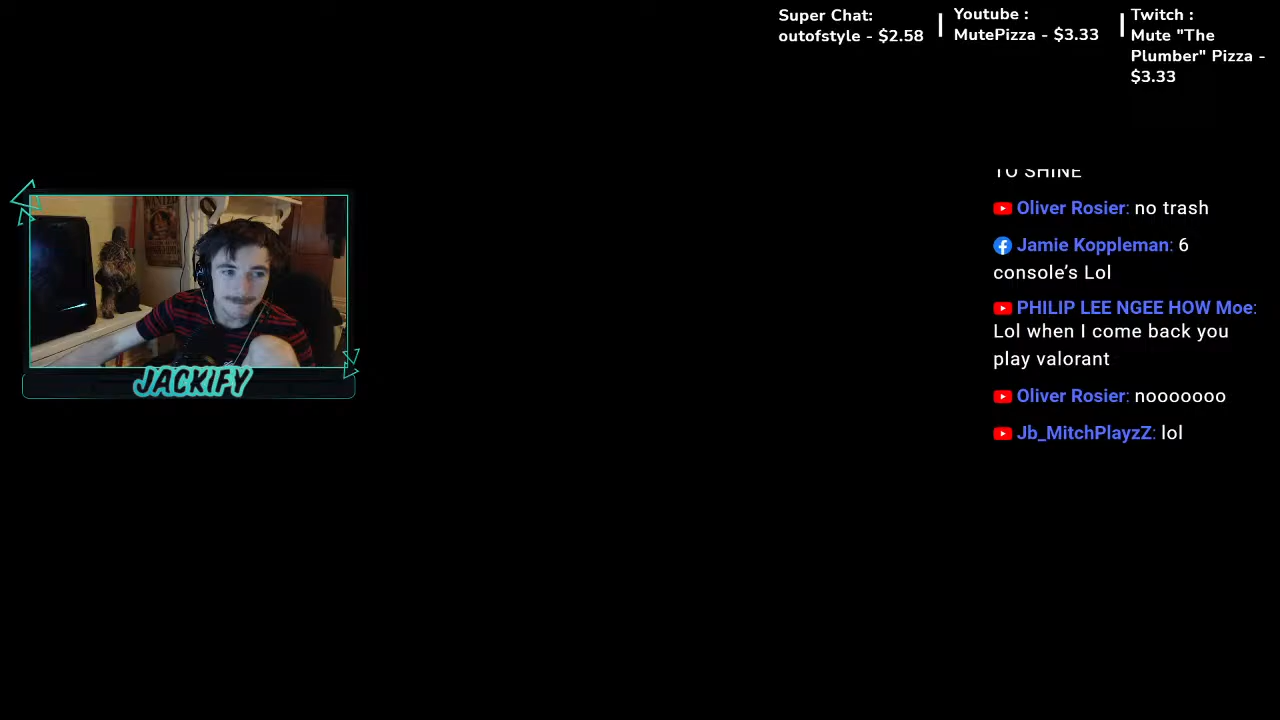 Super Chat:
outofstyle - $2.58
Youtube :
MutePizza - $3.33
Twitch :
Mute "The
Plumber" Pizza -
$3.33
TO SHINE
Oliver Rosier: no trash
Jamie Koppleman: 6
console’s Lol
PHILIP LEE NGEE HOW Moe:
Lol when I come back you
play valorant
Oliver Rosier: nooooooo
Jb_MitchPlayzZ: lol
WANTED
JACKIFY